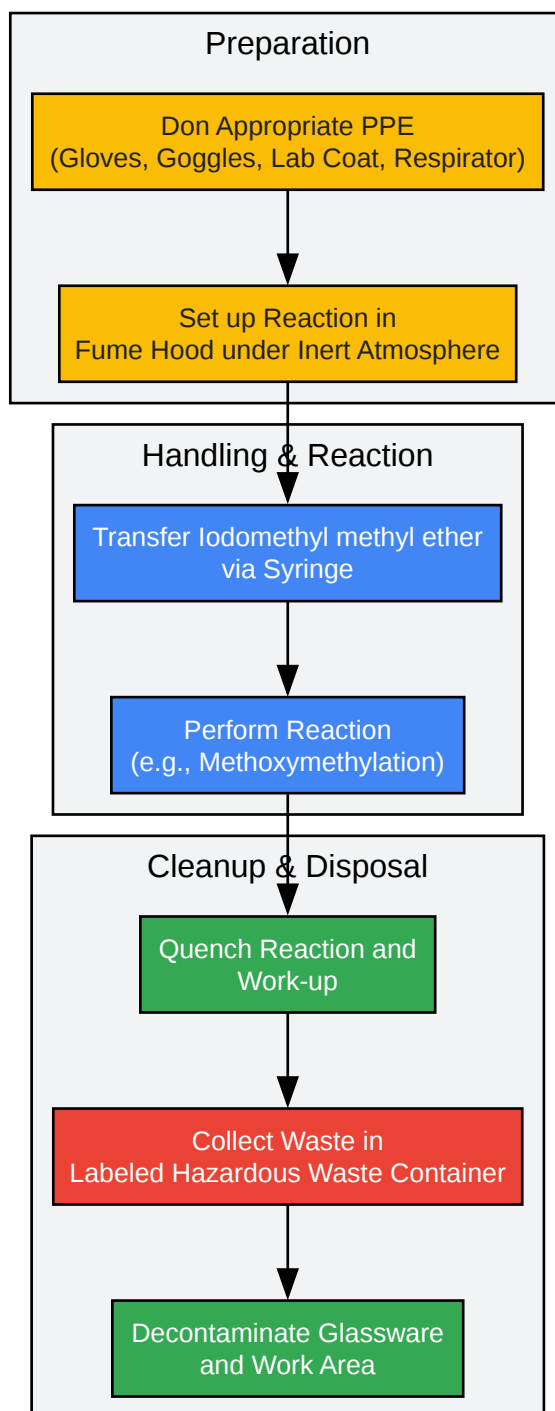 Preparation
Don Appropriate PPE
(Gloves, Goggles, Lab Coat, Respirator)
Set up Reaction in
Fume Hood under Inert Atmosphere
Handling & Reaction
Transfer Iodomethyl methyl ether
via Syringe
Perform Reaction
(e.g., Methoxymethylation)
Cleanup & Disposal
Quench Reaction and
Work-up
Collect Waste in
Labeled Hazardous Waste Container
Decontaminate Glassware
and Work Area